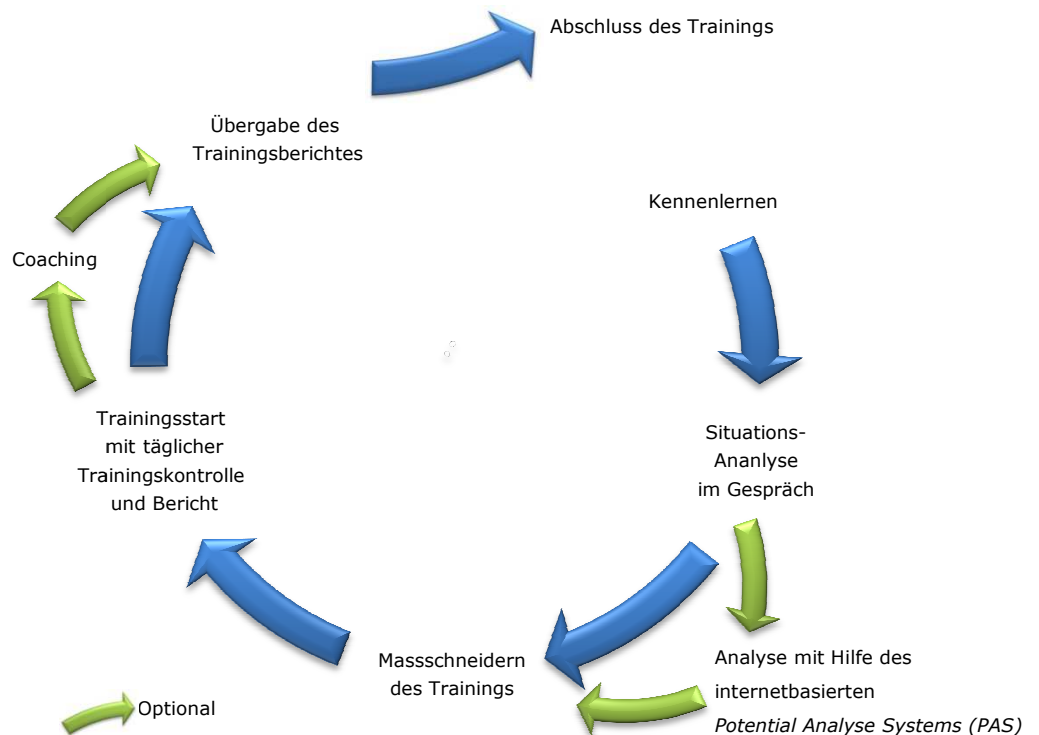 Abschluss des Trainings
Übergabe des
Trainingsberichtes
Kennenlernen
Coaching
Trainingsstart
mit täglicher
Trainingskontrolle
und Bericht
Situations-
Ananlyse
im Gespräch
Massschneidern
des Trainings
Analyse mit Hilfe des
internetbasierten
Potential Analyse Systems (PAS)
Optional